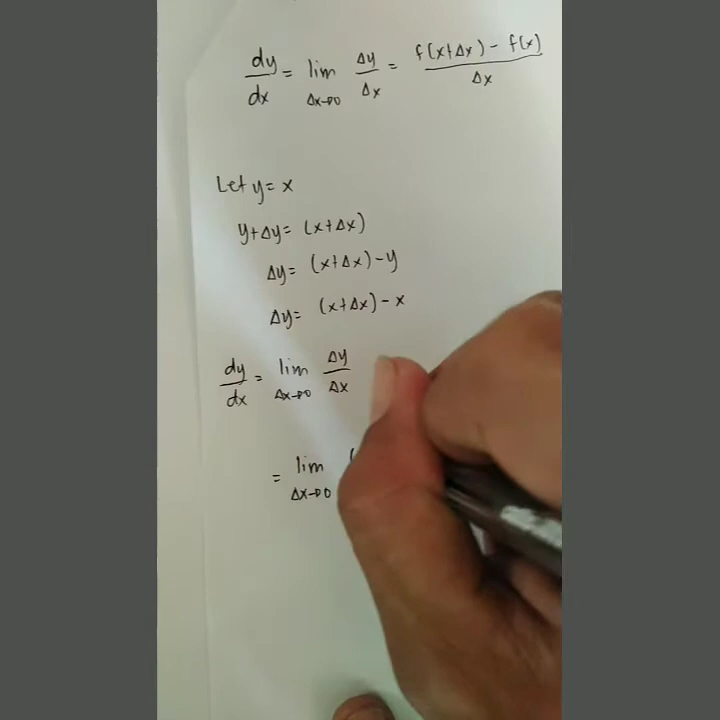 dy/dx = lim Δx→0 Δy/Δx = f(x+Δx) - f(x)/Δx
Let y = x
y+Δy = (x+Δx)
Δy = (x+Δx) - y
Δy = (x+Δx) - x
dy/dx = lim Δx→0 Δy/Δx
= lim Δx→0 (